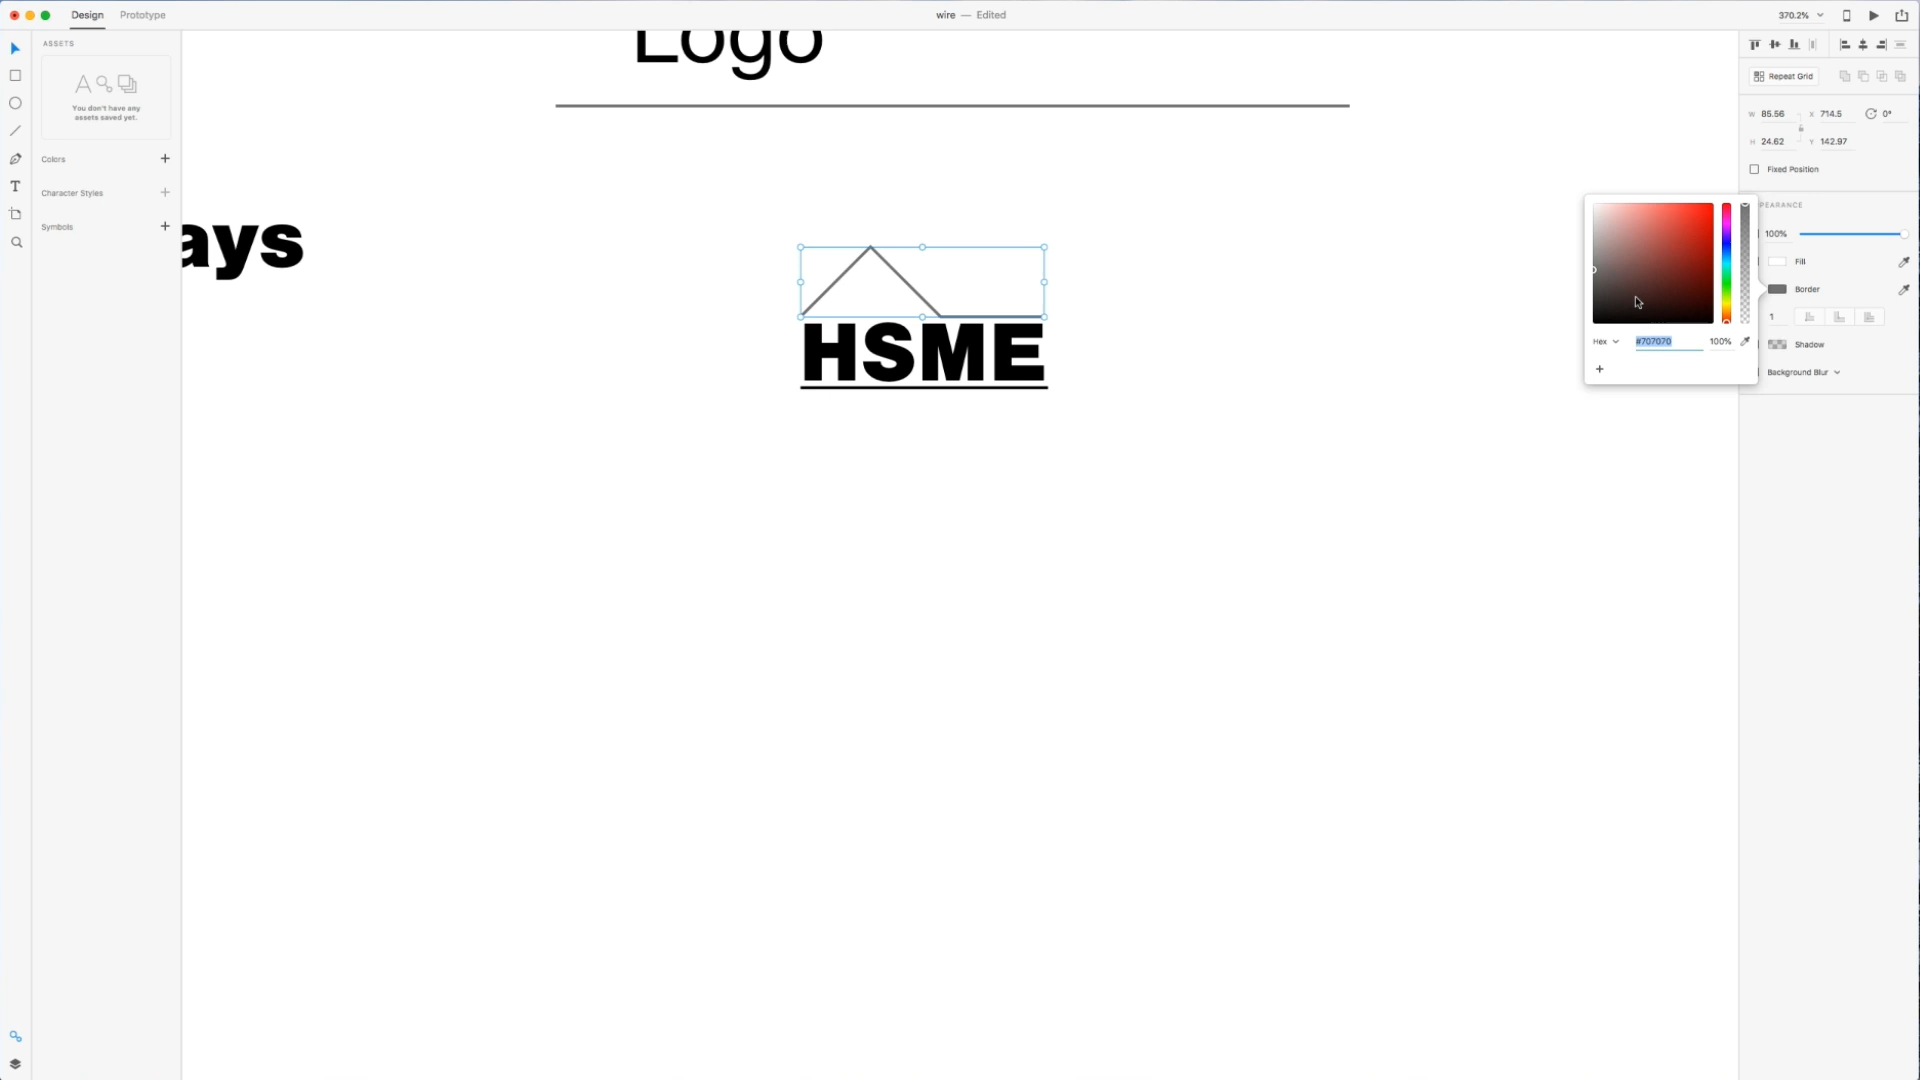 Design Prototype wire — Edited 370.2%
ASSETS
You don't have any
assets saved yet.
Colors
Character Styles
Symbols
Logo
ays
HSME
Repeat Grid
W 85.56 X 714.5 0°
H 24.62 Y 142.97
Fixed Position
PEARANCE
100%
Fill
Border
1
Shadow
Background Blur
Hex #707070 100%